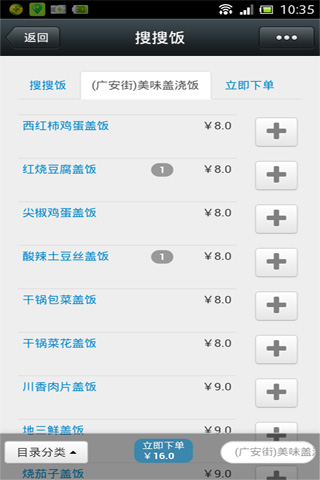 10:35
返回
搜搜饭
搜搜饭 (广安街)美味盖浇饭 立即下单
西红柿鸡蛋盖饭 ￥8.0
红烧豆腐盖饭 1 ￥8.0
尖椒鸡蛋盖饭 ￥8.0
酸辣土豆丝盖饭 1 ￥8.0
干锅包菜盖饭 ￥8.0
干锅菜花盖饭 ￥8.0
川香肉片盖饭 ￥9.0
地三鲜盖饭 ￥9.0
目录分类 立即下单 (广安街)美味盖
￥16.0
烧茄子盖饭 ￥9.0